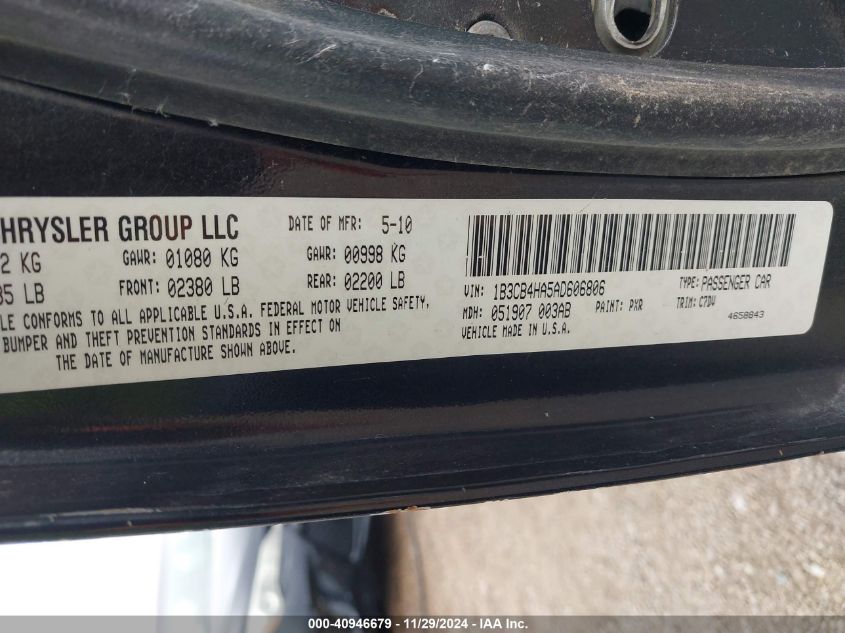 HRYSLER GROUP LLC DATE OF MFR: 5-10
2 KG GAWR: 01080 KG GAWR: 00998 KG
35 LB FRONT: 02380 LB REAR: 02200 LB
LE CONFORMS TO ALL APPLICABLE U.S.A. FEDERAL MOTOR VEHICLE SAFETY,
BUMPER AND THEFT PREVENTION STANDARDS IN EFFECT ON
THE DATE OF MANUFACTURE SHOWN ABOVE.
VIN: 1B3CB4HA5AD606806 TYPE: PASSENGER CAR
MDH: 051907 003AB PAINT: PXR TRIM: C7DV
VEHICLE MADE IN U.S.A. 4658843
000-40946679 - 11/29/2024 - IAA Inc.